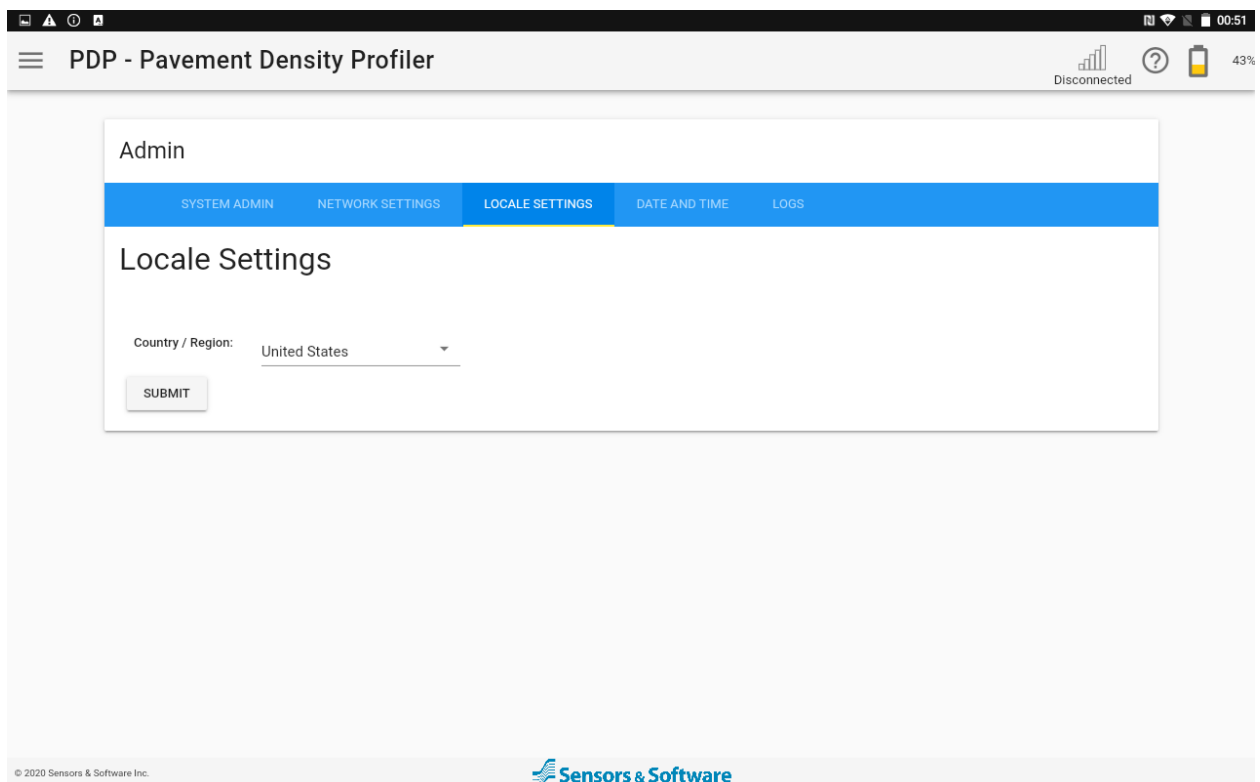 00:51
PDP - Pavement Density Profiler
Disconnected
43%
Admin
SYSTEM ADMIN NETWORK SETTINGS LOCALE SETTINGS DATE AND TIME LOGS
Locale Settings
Country / Region: United States
SUBMIT
© 2020 Sensors & Software Inc. Sensors & Software